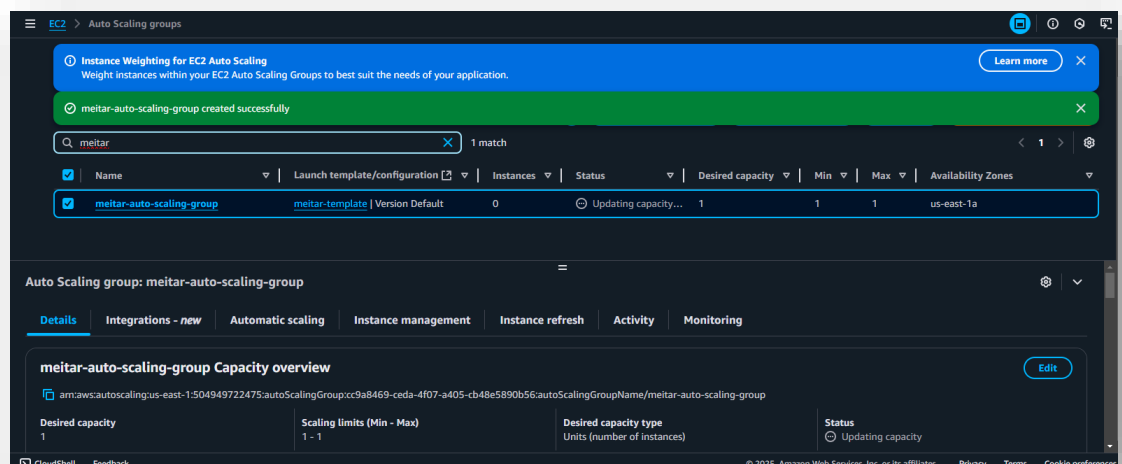 EC2 > Auto Scaling groups
Instance Weighting for EC2 Auto Scaling
Weight instances within your EC2 Auto Scaling Groups to best suit the needs of your application.
Learn more
meitar-auto-scaling-group created successfully
meitar
1 match
1
Name Launch template/configuration Instances Status Desired capacity Min Max Availability Zones
meitar-auto-scaling-group meitar-template | Version Default 0 Updating capacity... 1 1 1 us-east-1a
Auto Scaling group: meitar-auto-scaling-group
Details Integrations - new Automatic scaling Instance management Instance refresh Activity Monitoring
meitar-auto-scaling-group Capacity overview
Edit
arn:aws:autoscaling:us-east-1:504949722475:autoScalingGroup:cc9a8469-ceda-4f07-a405-cb48e5890b56:autoScalingGroupName/meitar-auto-scaling-group
Desired capacity Scaling limits (Min - Max) Desired capacity type Status
1 1 - 1 Units (number of instances) Updating capacity
CloudShell Feedback © 2025, Amazon Web Services, Inc. or its affiliates. Privacy Terms Cookie preferences